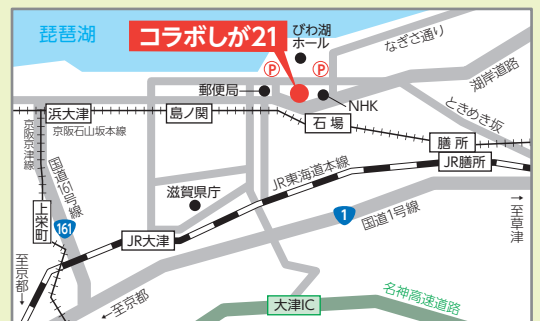 琵琶湖
コラボしが21
びわ湖
ホール
なぎさ通り
湖岸道路
P
P
郵便局
NHK
ときめき坂
浜大津
島ノ関
石場
膳所
京阪石山坂本線
京阪京津線
JR膳所
国道161号線
JR東海道本線
滋賀県庁
上栄町
161
1
国道1号線
→至草津
JR大津
至京都→
←至京都
大津IC
名神高速道路